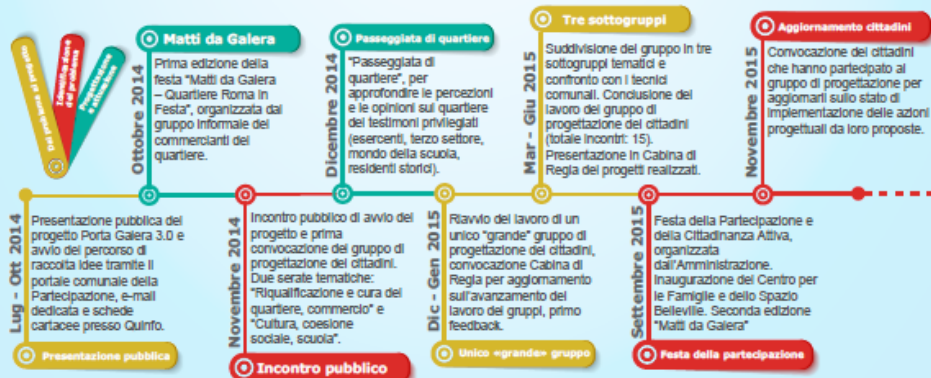 Dal problema al progetto
Identificazione
del problema
Progettazione
e attivazione
Matti da Galera
Ottobre 2014
Prima edizione della
festa "Matti da Galera
– Quartiere Roma in
Festa", organizzata dal
gruppo informale dei
commercianti del
quartiere.
Passeggiata di quartiere
Dicembre 2014
"Passeggiata di
quartiere", per
approfondire le percezioni
e le opinioni sul quartiere
dei testimoni privilegiati
(esercenti, terzo settore,
mondo della scuola,
residenti storici).
Tre sottogruppi
Mar - Giu 2015
Suddivisione del gruppo in tre
sottogruppi tematici e
confronto con i tecnici
comunali. Conclusione del
lavoro del gruppo di
progettazione dei cittadini
(totale incontri: 15).
Presentazione in Cabina di
Regia dei progetti realizzati.
Aggiornamento cittadini
Novembre 2015
Convocazione dei cittadini
che hanno partecipato al
gruppo di progettazione per
aggiornarli sullo stato di
implementazione delle azioni
progettuali da loro proposte.
Lug - Ott 2014
Presentazione pubblica del
progetto Porta Galera 3.0 e
avvio del percorso di
raccolta idee tramite il
portale comunale della
Partecipazione, e-mail
dedicata e schede
cartacee presso Quinfo.
Presentazione pubblica
Novembre 2014
Incontro pubblico di avvio del
progetto e prima
convocazione del gruppo di
progettazione dei cittadini.
Due serate tematiche:
"Riqualificazione e cura del
quartiere, commercio" e
"Cultura, coesione
sociale, scuola".
Incontro pubblico
Dic - Gen 2015
Riavvio del lavoro di un
unico "grande" gruppo di
progettazione dei cittadini,
convocazione Cabina di
Regia per aggiornamento
sull'avanzamento del
lavoro dei gruppi, primo
feedback.
Unico «grande» gruppo
Settembre 2015
Festa della Partecipazione e
della Cittadinanza Attiva,
organizzata
dall'Amministrazione.
Inaugurazione del Centro per
le Famiglie e dello Spazio
Belleville. Seconda edizione
"Matti da Galera"
Festa della partecipazione